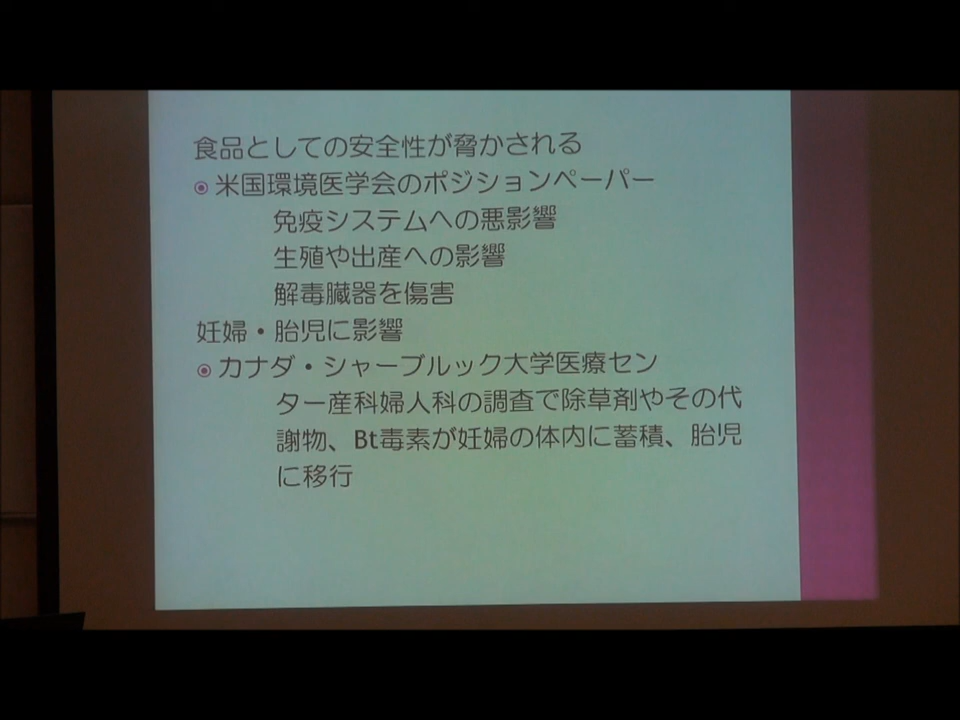 食品としての安全性が脅かされる
米国環境医学会のポジションペーパー
免疫システムへの悪影響
生殖や出産への影響
解毒臓器を傷害
妊婦・胎児に影響
カナダ・シャーブルック大学医療セン
ター産科婦人科の調査で除草剤やその代
謝物、Bt毒素が妊婦の体内に蓄積、胎児
に移行